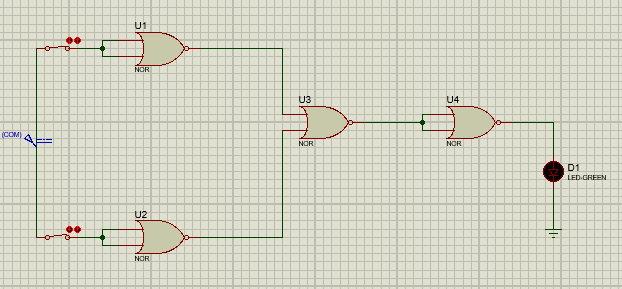 U1
NOR
(COM)
U3
NOR
U4
NOR
D1
LED-GREEN
U2
NOR